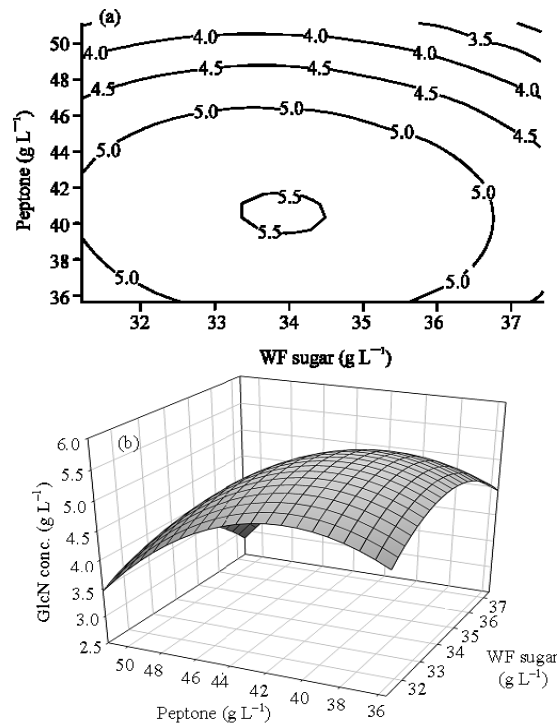 (a)
50
48
46
44
42
40
38
36
Peptone (g L⁻¹)
4.0 4.0 4.0 3.5 4.0
4.5 4.5 4.5 4.5 4.5
5.0 5.0 5.0 5.0
5.0
5.5
5.5
5.0 5.0
32 33 34 35 36 37
WF sugar (g L⁻¹)
(b)
6.0
5.5
5.0
4.5
4.0
3.5
3.0
2.5
GlcN conc. (g L⁻¹)
50 48 46 44 42 40 38 36
Peptone (g L⁻¹)
32 33 34 35 36 37
WF sugar
(g L⁻¹)